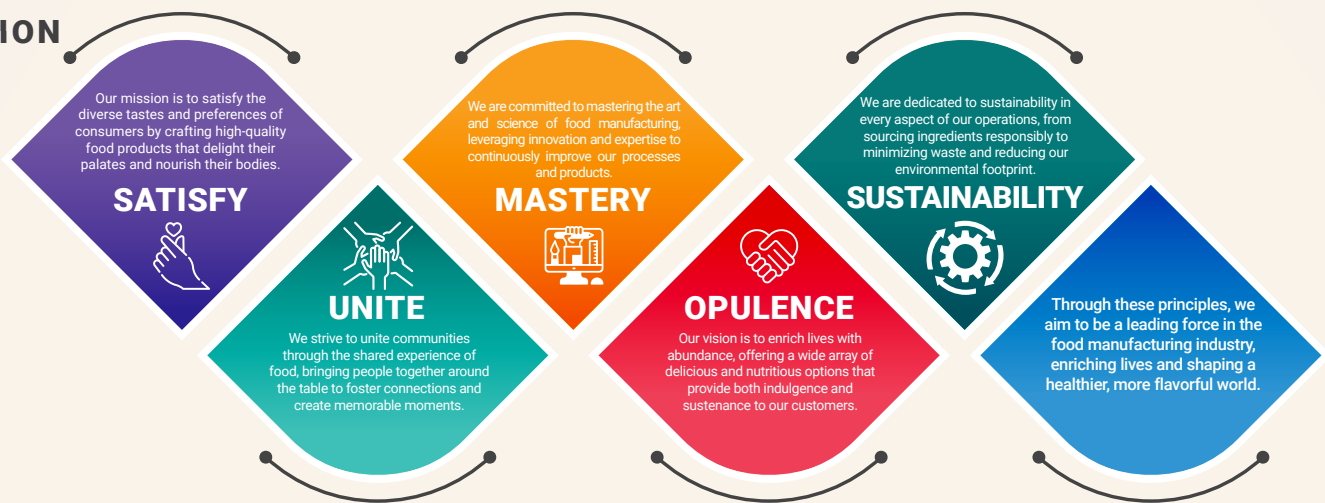 ION
Our mission is to satisfy the
diverse tastes and preferences of
consumers by crafting high-quality
food products that delight their
palates and nourish their bodies.
SATISFY
UNITE
We strive to unite communities
through the shared experience of
food, bringing people together around
the table to foster connections and
create memorable moments.
We are committed to mastering the art
and science of food manufacturing,
leveraging innovation and expertise to
continuously improve our processes
and products.
MASTERY
OPULENCE
Our vision is to enrich lives with
abundance, offering a wide array of
delicious and nutritious options that
provide both indulgence and
sustenance to our customers.
We are dedicated to sustainability in
every aspect of our operations, from
sourcing ingredients responsibly to
minimizing waste and reducing our
environmental footprint.
SUSTAINABILITY
Through these principles, we
aim to be a leading force in the
food manufacturing industry,
enriching lives and shaping a
healthier, more flavorful world.